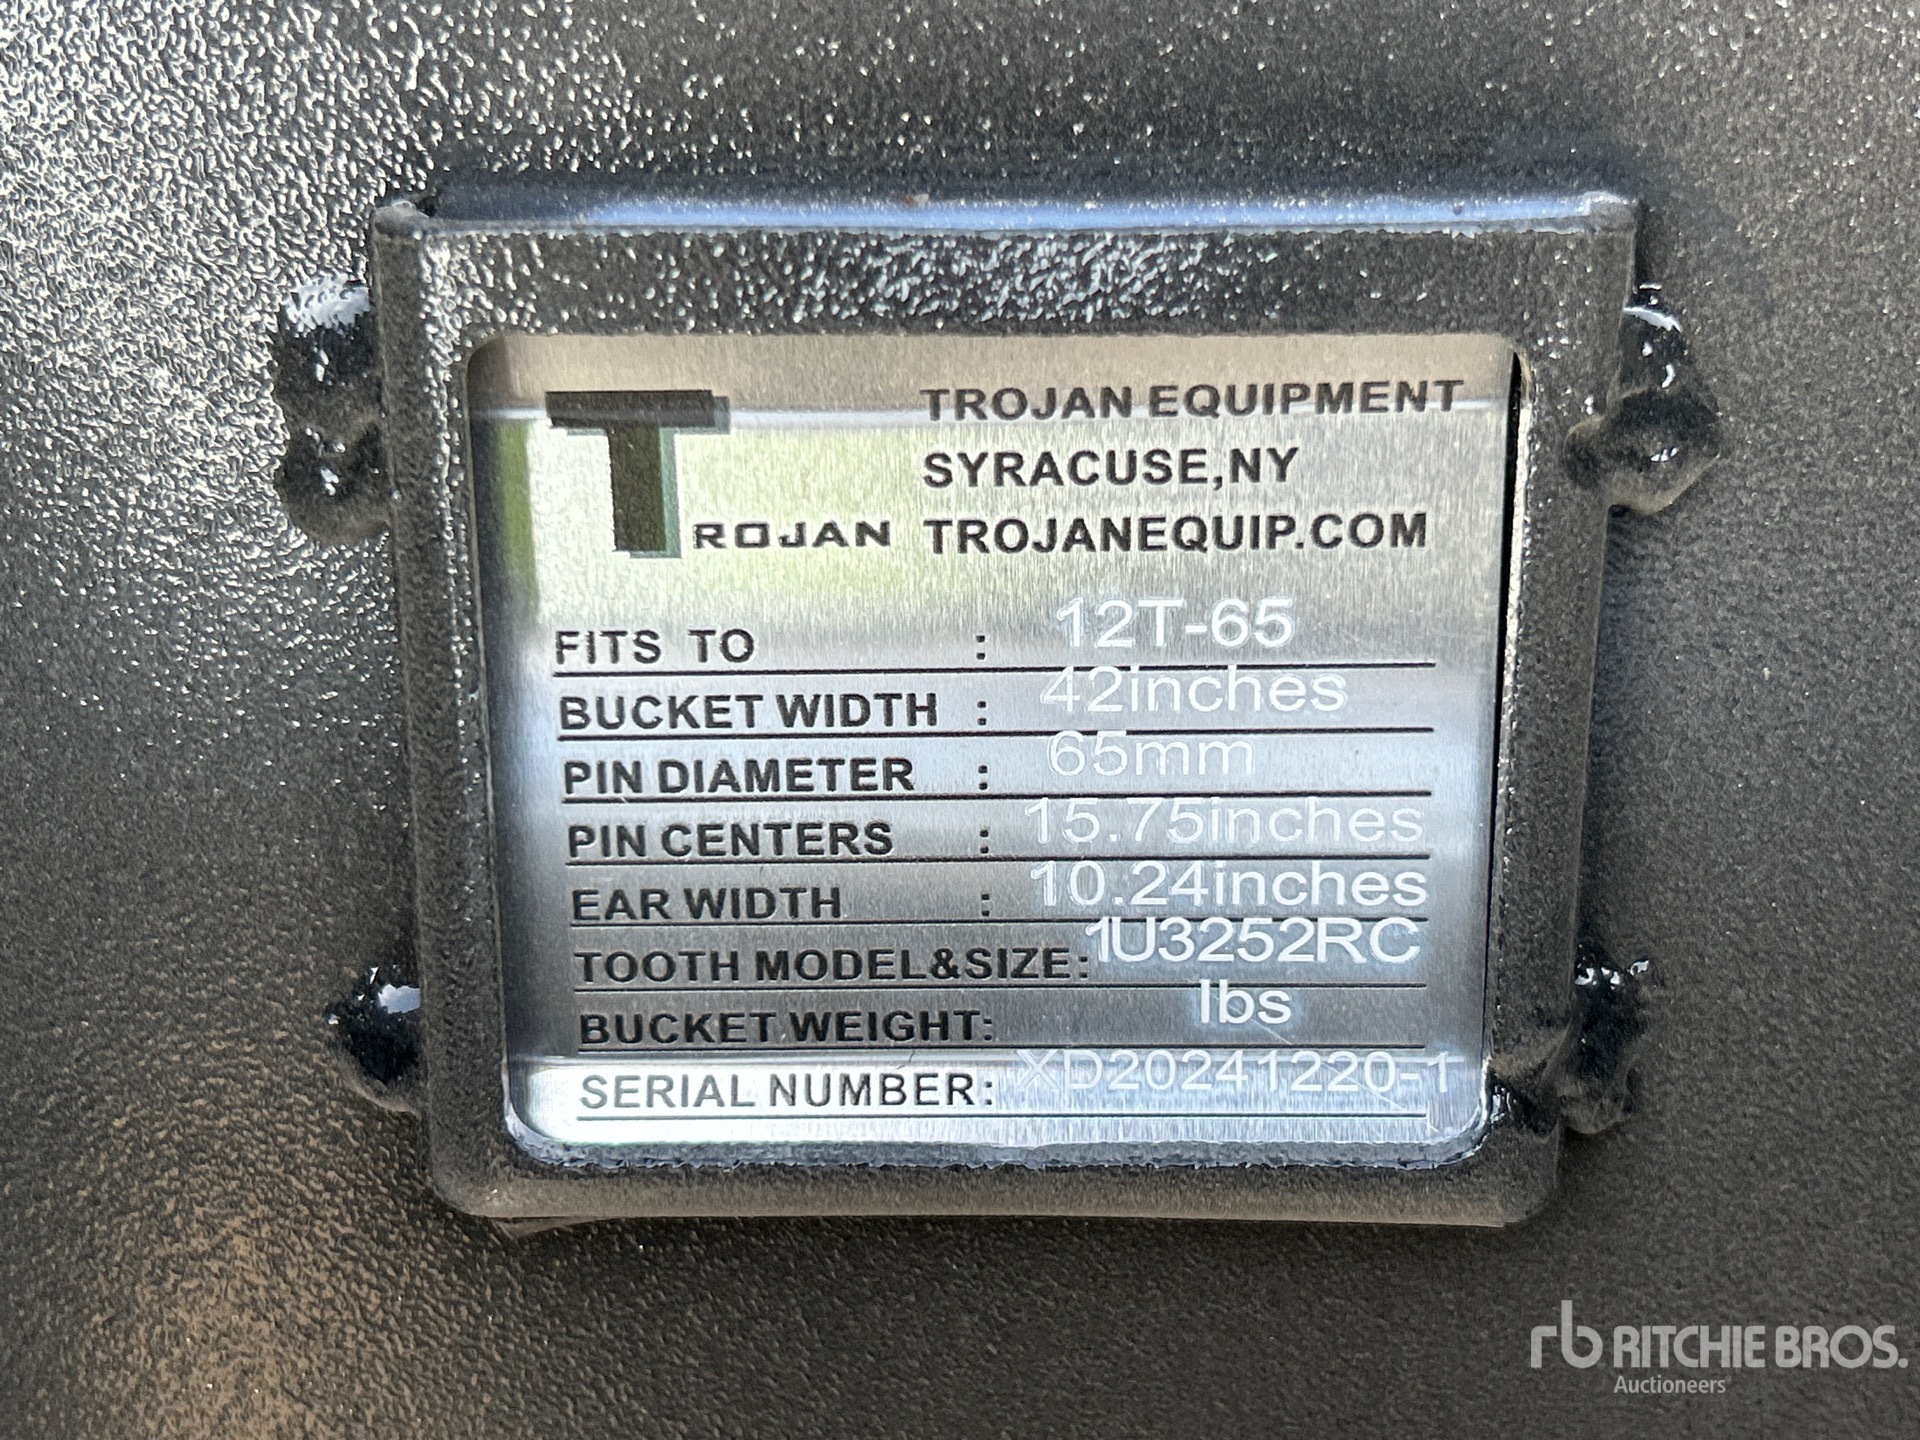 TROJAN
TROJAN EQUIPMENT
SYRACUSE,NY
TROJANEQUIP.COM
FITS TO : 12T-65
BUCKET WIDTH : 42inches
PIN DIAMETER : 65mm
PIN CENTERS : 15.75inches
EAR WIDTH : 10.24inches
TOOTH MODEL&SIZE: 1U3252RC
BUCKET WEIGHT: lbs
SERIAL NUMBER: XD20241220-1
rb RITCHIE BROS.
Auctioneers